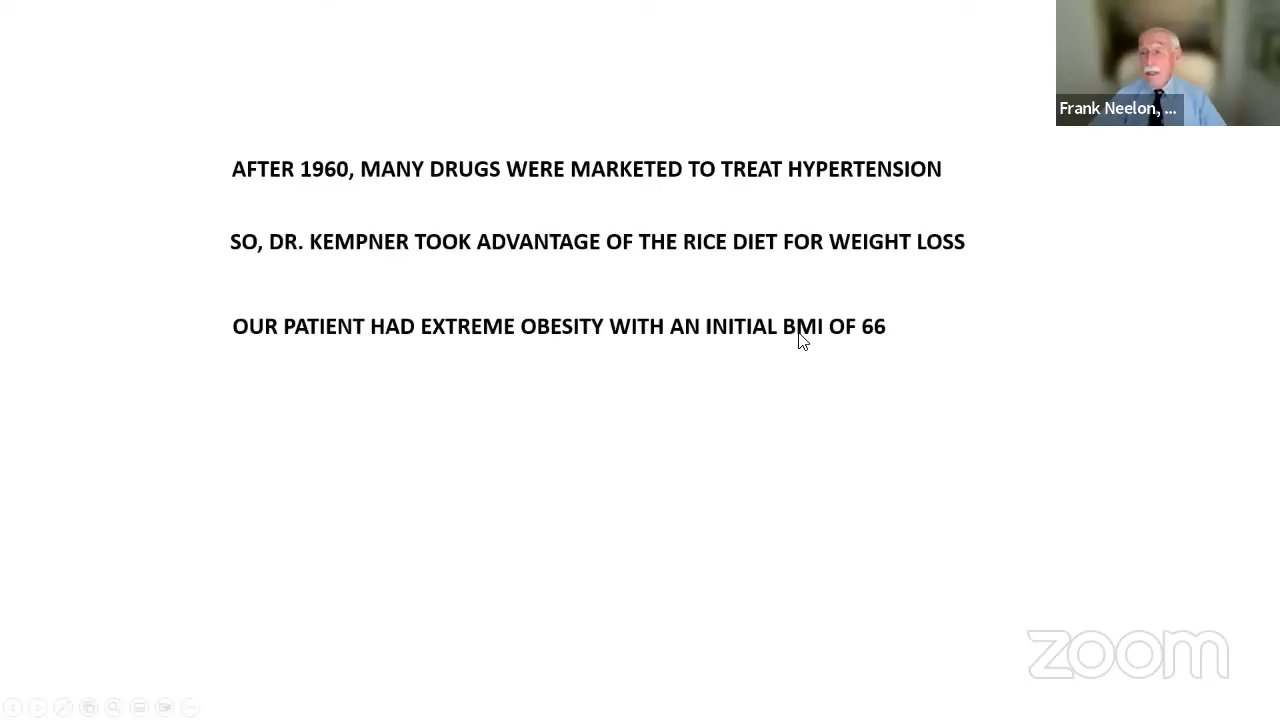 Frank Neelon, ...
AFTER 1960, MANY DRUGS WERE MARKETED TO TREAT HYPERTENSION
SO, DR. KEMPNER TOOK ADVANTAGE OF THE RICE DIET FOR WEIGHT LOSS
OUR PATIENT HAD EXTREME OBESITY WITH AN INITIAL BMI OF 66
zoom